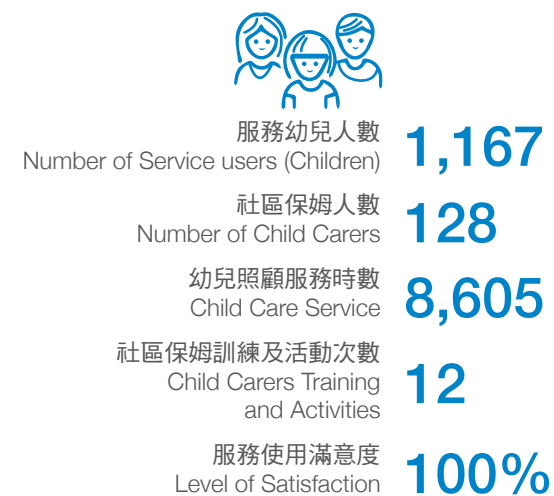 服務幼兒人數
Number of Service users (Children)
1,167
社區保姆人數
Number of Child Carers
128
幼兒照顧服務時數
Child Care Service
8,605
社區保姆訓練及活動次數
Child Carers Training
and Activities
12
服務使用滿意度
Level of Satisfaction
100%